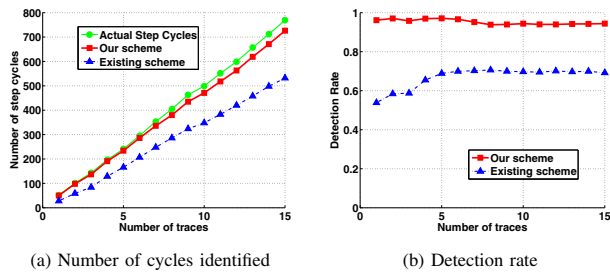 Number of step cycles
800
700
600
500
400
300
200
100
0
Actual Step Cycles
Our scheme
Existing scheme
0 5 10 15
Number of traces
(a) Number of cycles identified
Detection Rate
1
0.8
0.6
0.4
0.2
0
Our scheme
Existing scheme
0 5 10 15
Number of traces
(b) Detection rate